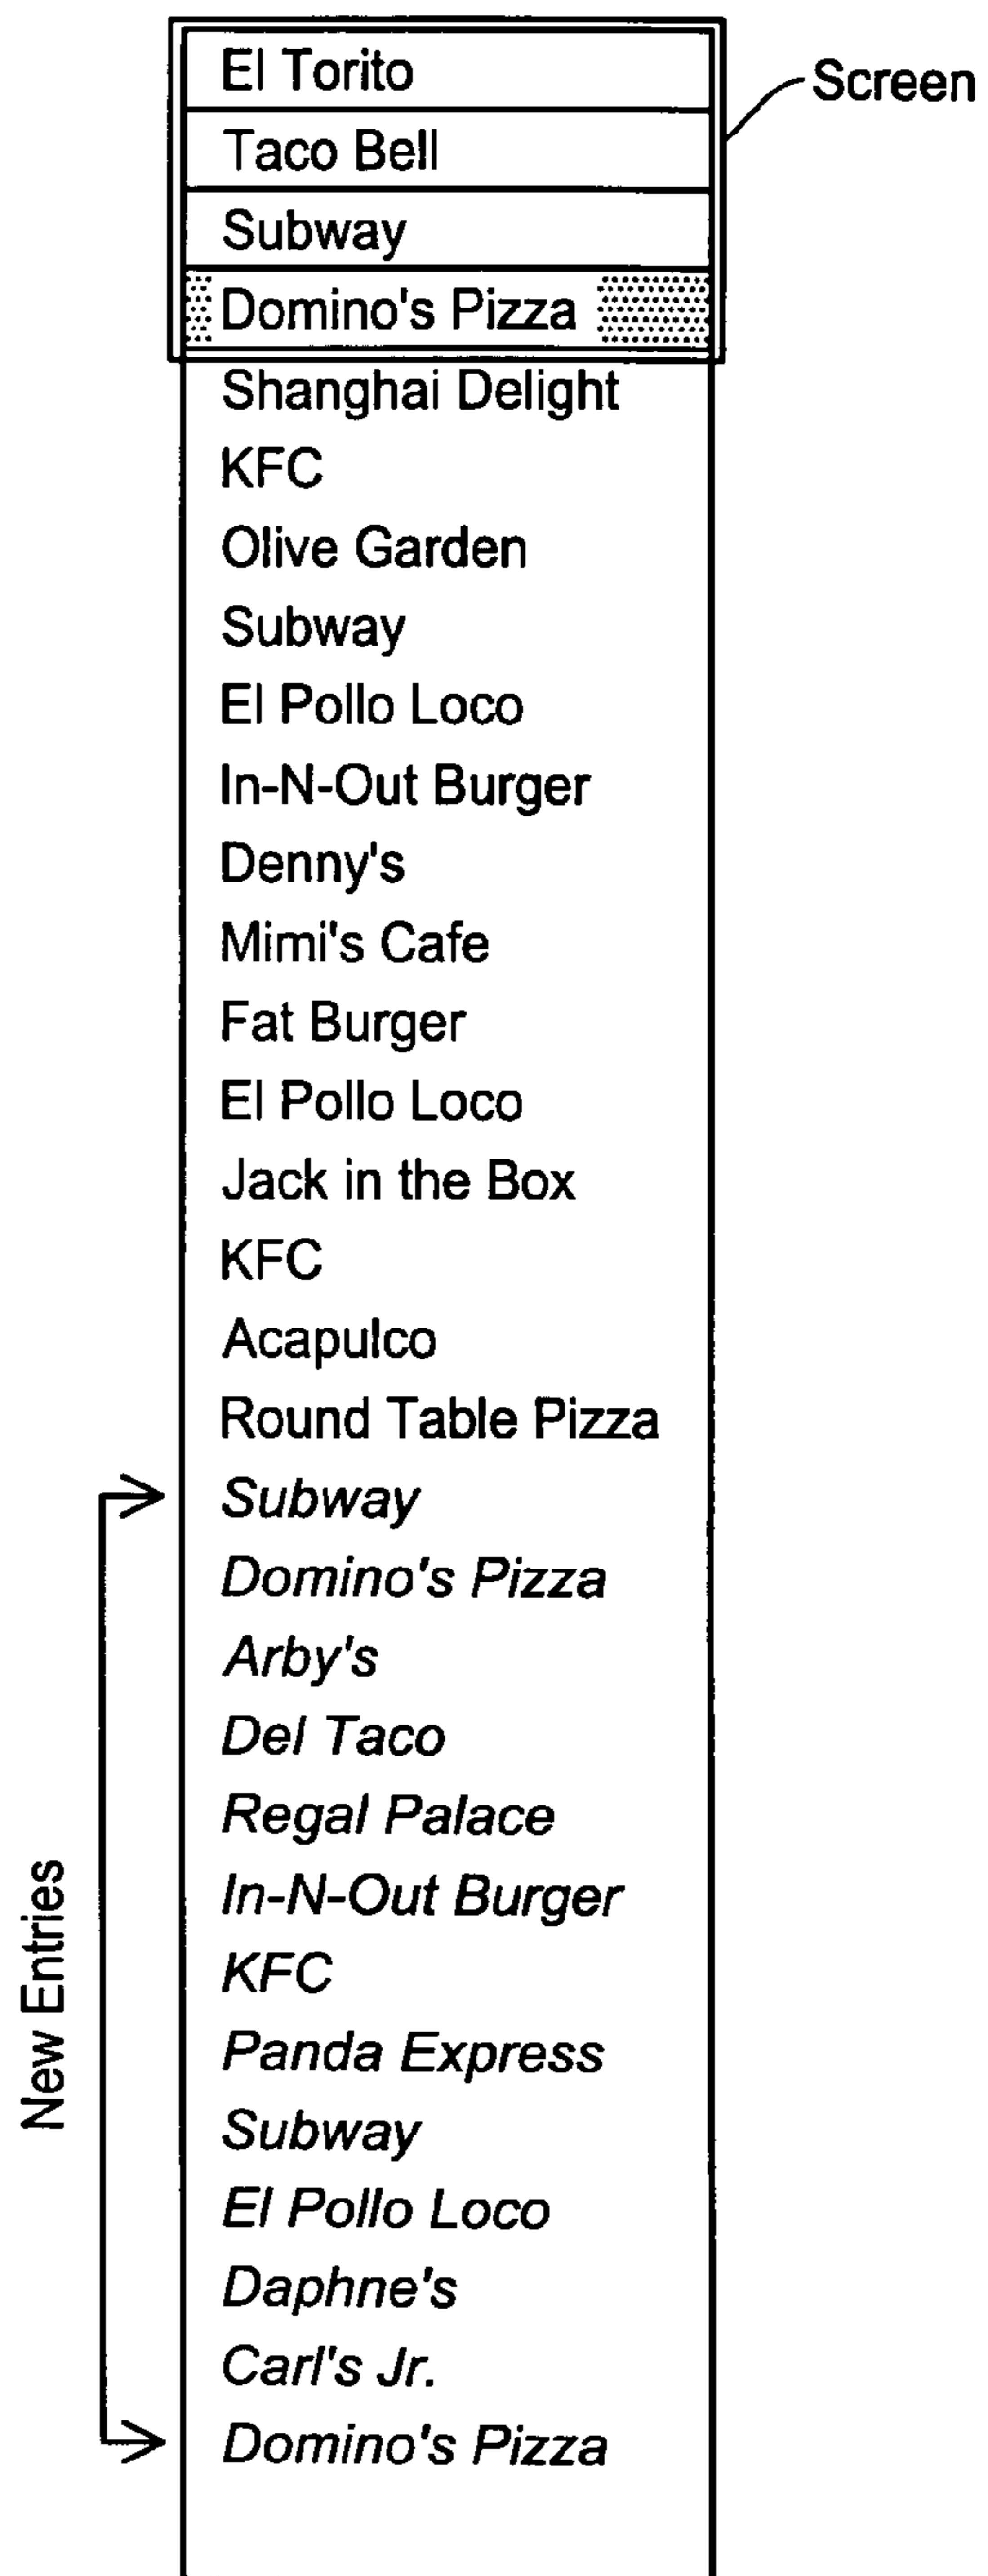 El Torito
Screen
Taco Bell
Subway
Domino's Pizza
Shanghai Delight
KFC
Olive Garden
Subway
El Pollo Loco
In-N-Out Burger
Denny's
Mimi's Cafe
Fat Burger
El Pollo Loco
Jack in the Box
KFC
Acapulco
Round Table Pizza
Subway
Domino's Pizza
Arby's
Del Taco
Regal Palace
In-N-Out Burger
KFC
Panda Express
Subway
El Pollo Loco
Daphne's
Carl's Jr.
Domino's Pizza
New Entries